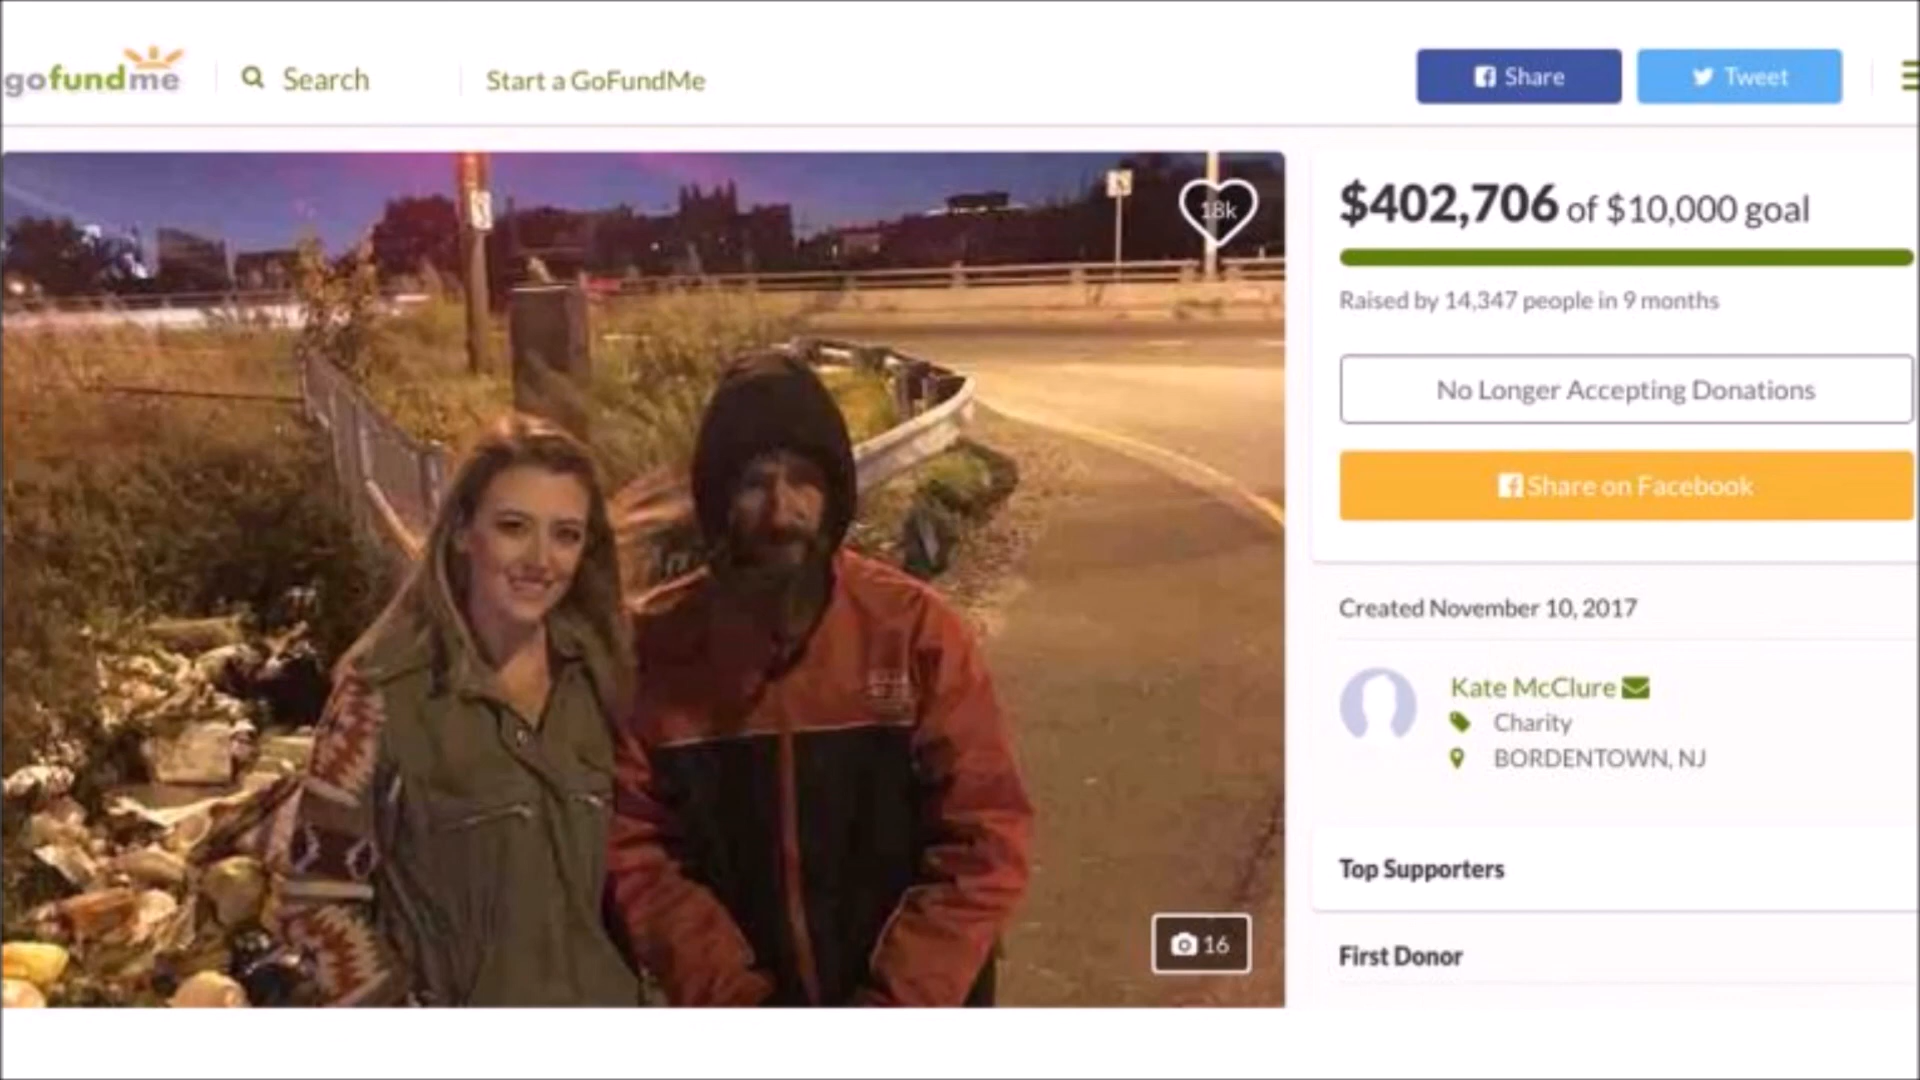 gofundme
Search
Start a GoFundMe
Share
Tweet
18k
$402,706 of $10,000 goal
Raised by 14,347 people in 9 months
No Longer Accepting Donations
Share on Facebook
Created November 10, 2017
Kate McClure
Charity
BORDENTOWN, NJ
16
Top Supporters
First Donor